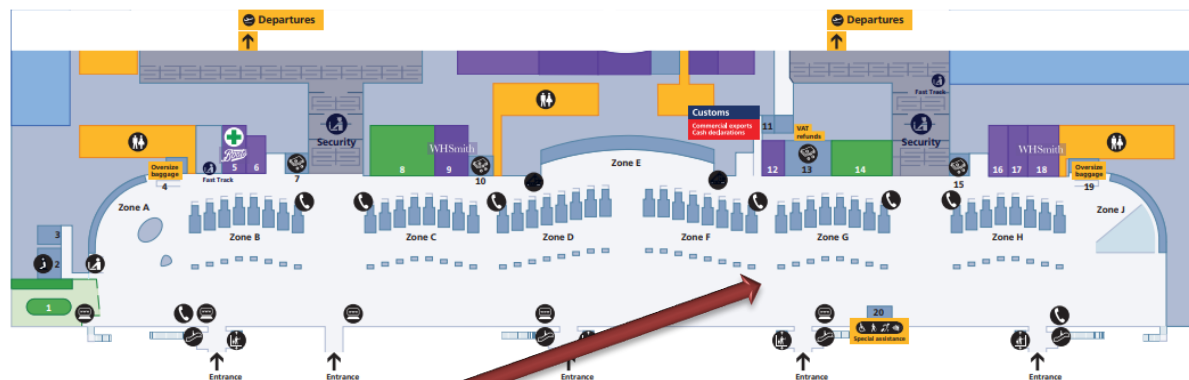 Departures
Departures
Fast Track
Customs
Commercial exports
Cash declarations
11
VAT
refunds
Security
Security
WHSmith
WHSmith
Boots
5
6
7
8
9
10
Zone E
12
13
14
15
16
17
18
Oversize
baggage
4
Fast Track
Oversize
baggage
19
Zone A
Zone J
3
2
1
Zone B
Zone C
Zone D
Zone F
Zone G
Zone H
20
Special assistance
Entrance
Entrance
Entrance
Entrance
Entrance